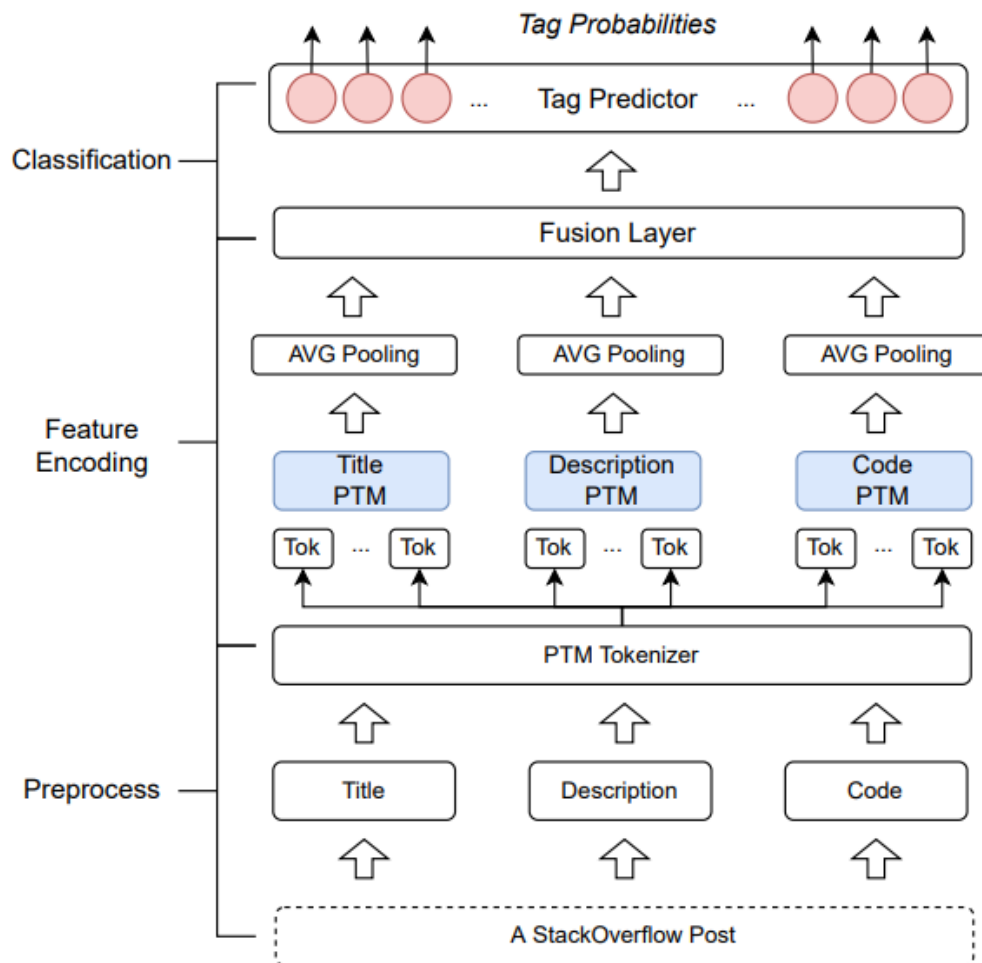 Tag Probabilities
... Tag Predictor ...
Classification
Fusion Layer
AVG Pooling AVG Pooling AVG Pooling
Feature
Encoding
Title
PTM
Description
PTM
Code
PTM
Tok ... Tok Tok ... Tok Tok ... Tok
PTM Tokenizer
Preprocess
Title Description Code
A StackOverflow Post